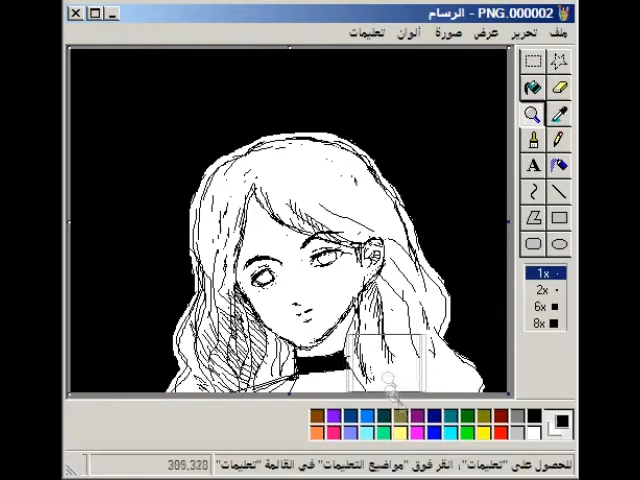 000002.PNG - الرسام
ملف تحرير عرض صورة ألوان تعليمات
A
1x
2x
6x
8x
للحصول على "تعليمات"، انقر فوق "مواضيع التعليمات" في القائمة "تعليمات"
306,328